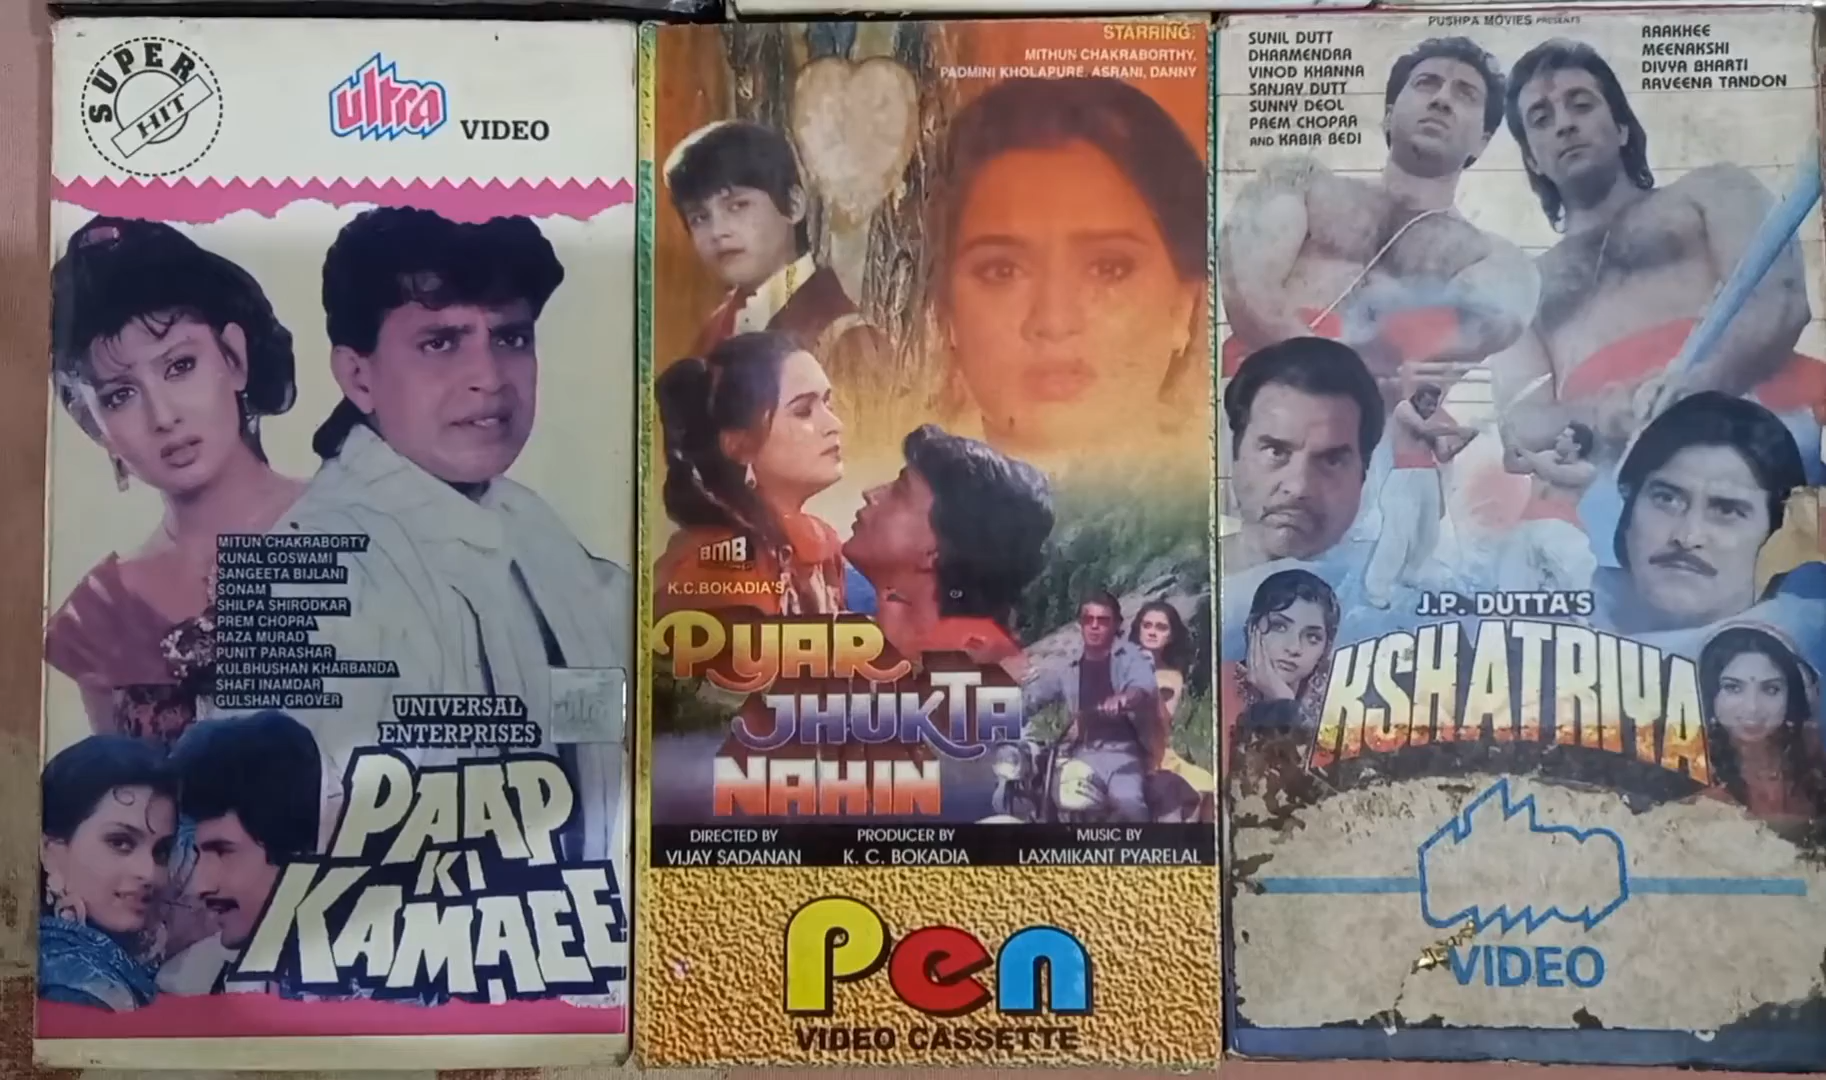 SUPER
HIT
ultra VIDEO
MITUN CHAKRABORTY
KUNAL GOSWAMI
SANGEETA BIJLANI
SONAM
SHILPA SHIRODKAR
PREM CHOPRA
RAZA MURAD
PUNIT PARASHAR
KULBHUSHAN KHARBANDA
SHAFI INAMDAR
GULSHAN GROVER
UNIVERSAL
ENTERPRISES
PAAP
KI
KAMAEE
STARRING:
MITHUN CHAKRABORTHY,
PADMINI KHOLAPURE, ASRANI, DANNY
BMB
K.C.BOKADIA'S
PYAR
JHUKTA
NAHIN
DIRECTED BY
VIJAY SADANAN
PRODUCER BY
K. C. BOKADIA
MUSIC BY
LAXMIKANT PYARELAL
Pen
VIDEO CASSETTE
PUSHPA MOVIES PRESENTS
SUNIL DUTT
DHARMENDRA
VINOD KHANNA
SANJAY DUTT
SUNNY DEOL
PREM CHOPRA
AND KABIR BEDI
RAAKHEE
MEENAKSHI
DIVYA BHARTI
RAVEENA TANDON
J.P. DUTTA'S
KSHATRIYA
VIDEO